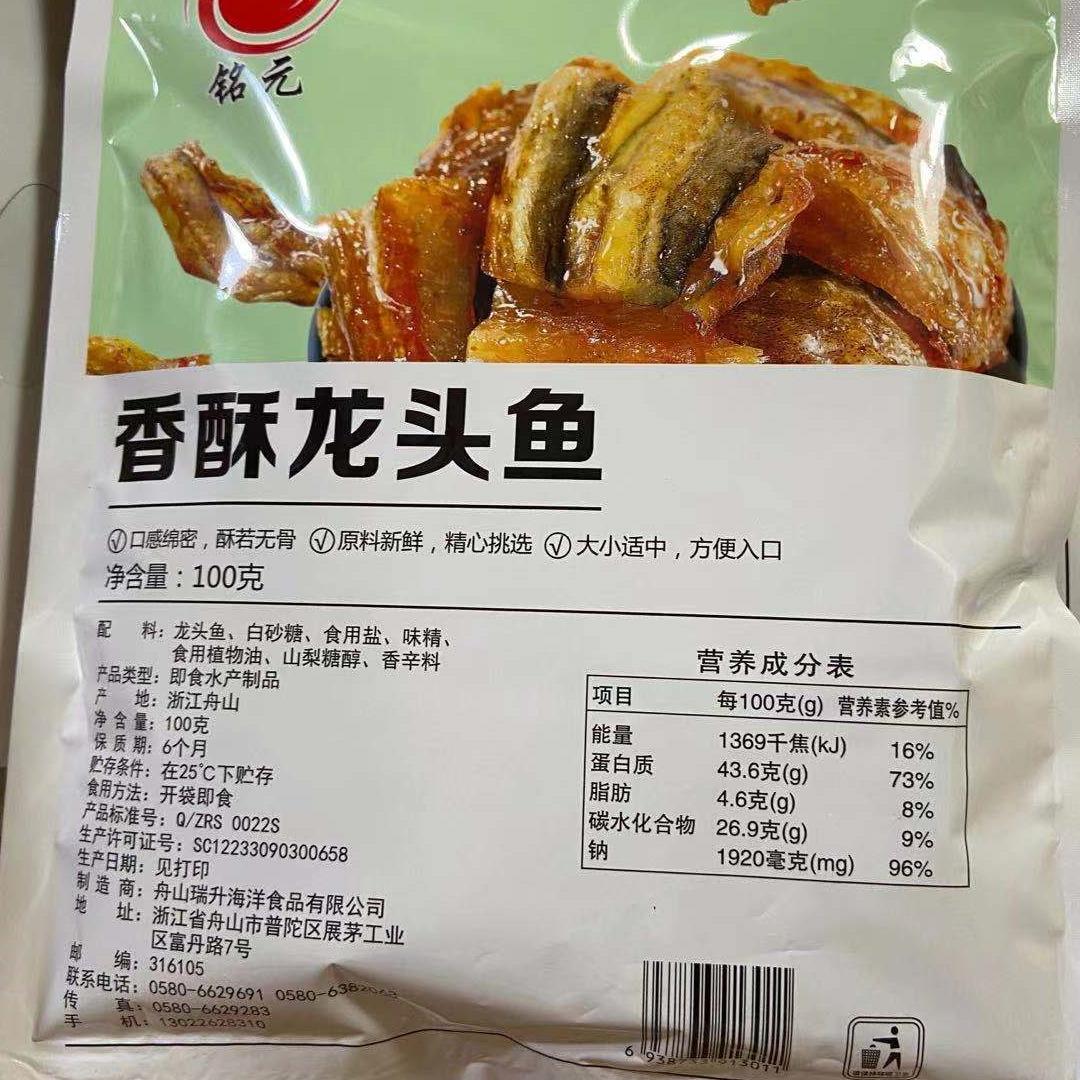 铭元
香酥龙头鱼
口感绵密，酥若无骨 原料新鲜，精心挑选 大小适中，方便入口
净含量：100克
配 料：龙头鱼、白砂糖、食用盐、味精、
食用植物油、山梨糖醇、香辛料
产品类型：即食水产制品
产 地：浙江舟山
净 含 量：100克
保 质 期：6个月
贮存条件：在25℃下贮存
食用方法：开袋即食
产品标准号：Q/ZRS 0022S
生产许可证号：SC12233090300658
生产日期：见打印
制 造 商：舟山瑞升海洋食品有限公司
地 址：浙江省舟山市普陀区展茅工业
区富丹路7号
邮 编：316105
联系电话：0580-6629691
传 真：0580-6629283
手 机：13022628310
营养成分表
项目 每100克(g) 营养素参考值%
能量 1369千焦(kJ) 16%
蛋白质 43.6克(g) 73%
脂肪 4.6克(g) 8%
碳水化合物 26.9克(g) 9%
钠 1920毫克(mg) 96%